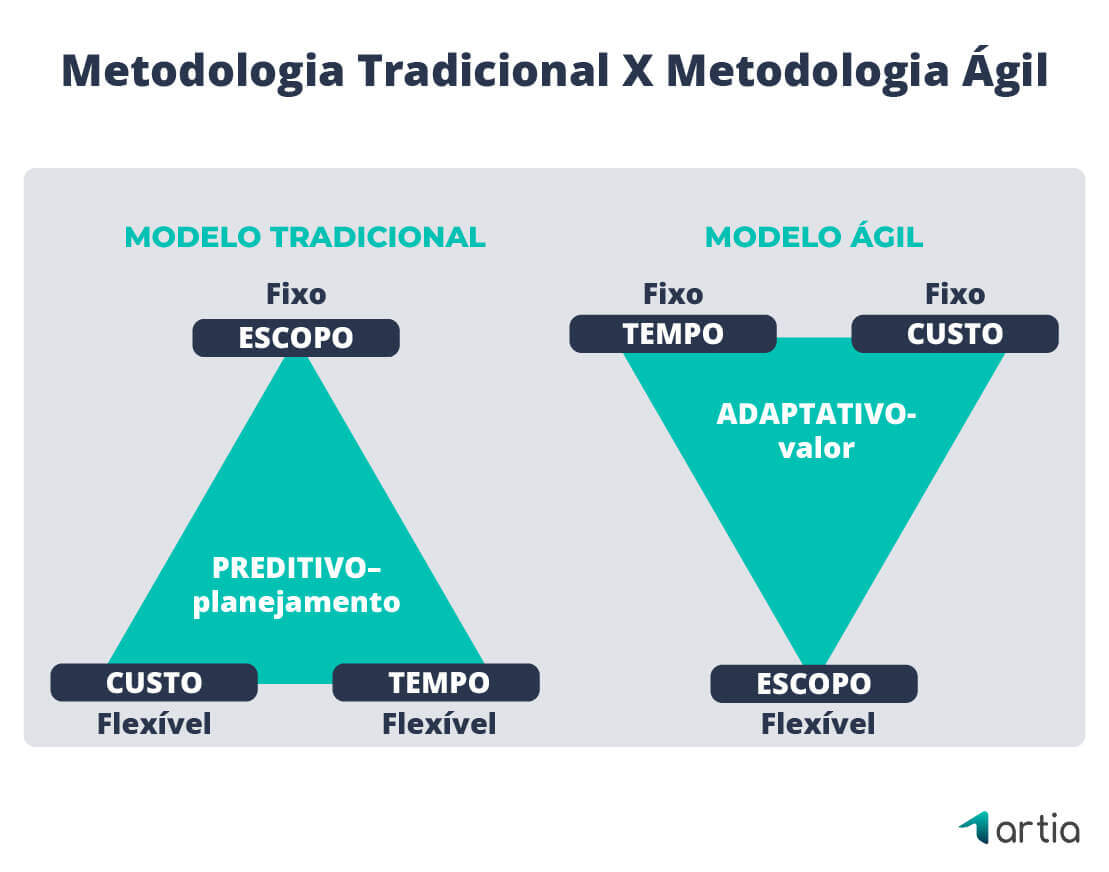 Metodologia Tradicional X Metodologia Ágil
MODELO TRADICIONAL
Fixo
ESCOPO
PREDITIVO–
planejamento
CUSTO
Flexível
TEMPO
Flexível
MODELO ÁGIL
Fixo
TEMPO
Fixo
CUSTO
ADAPTATIVO-
valor
ESCOPO
Flexível
artia